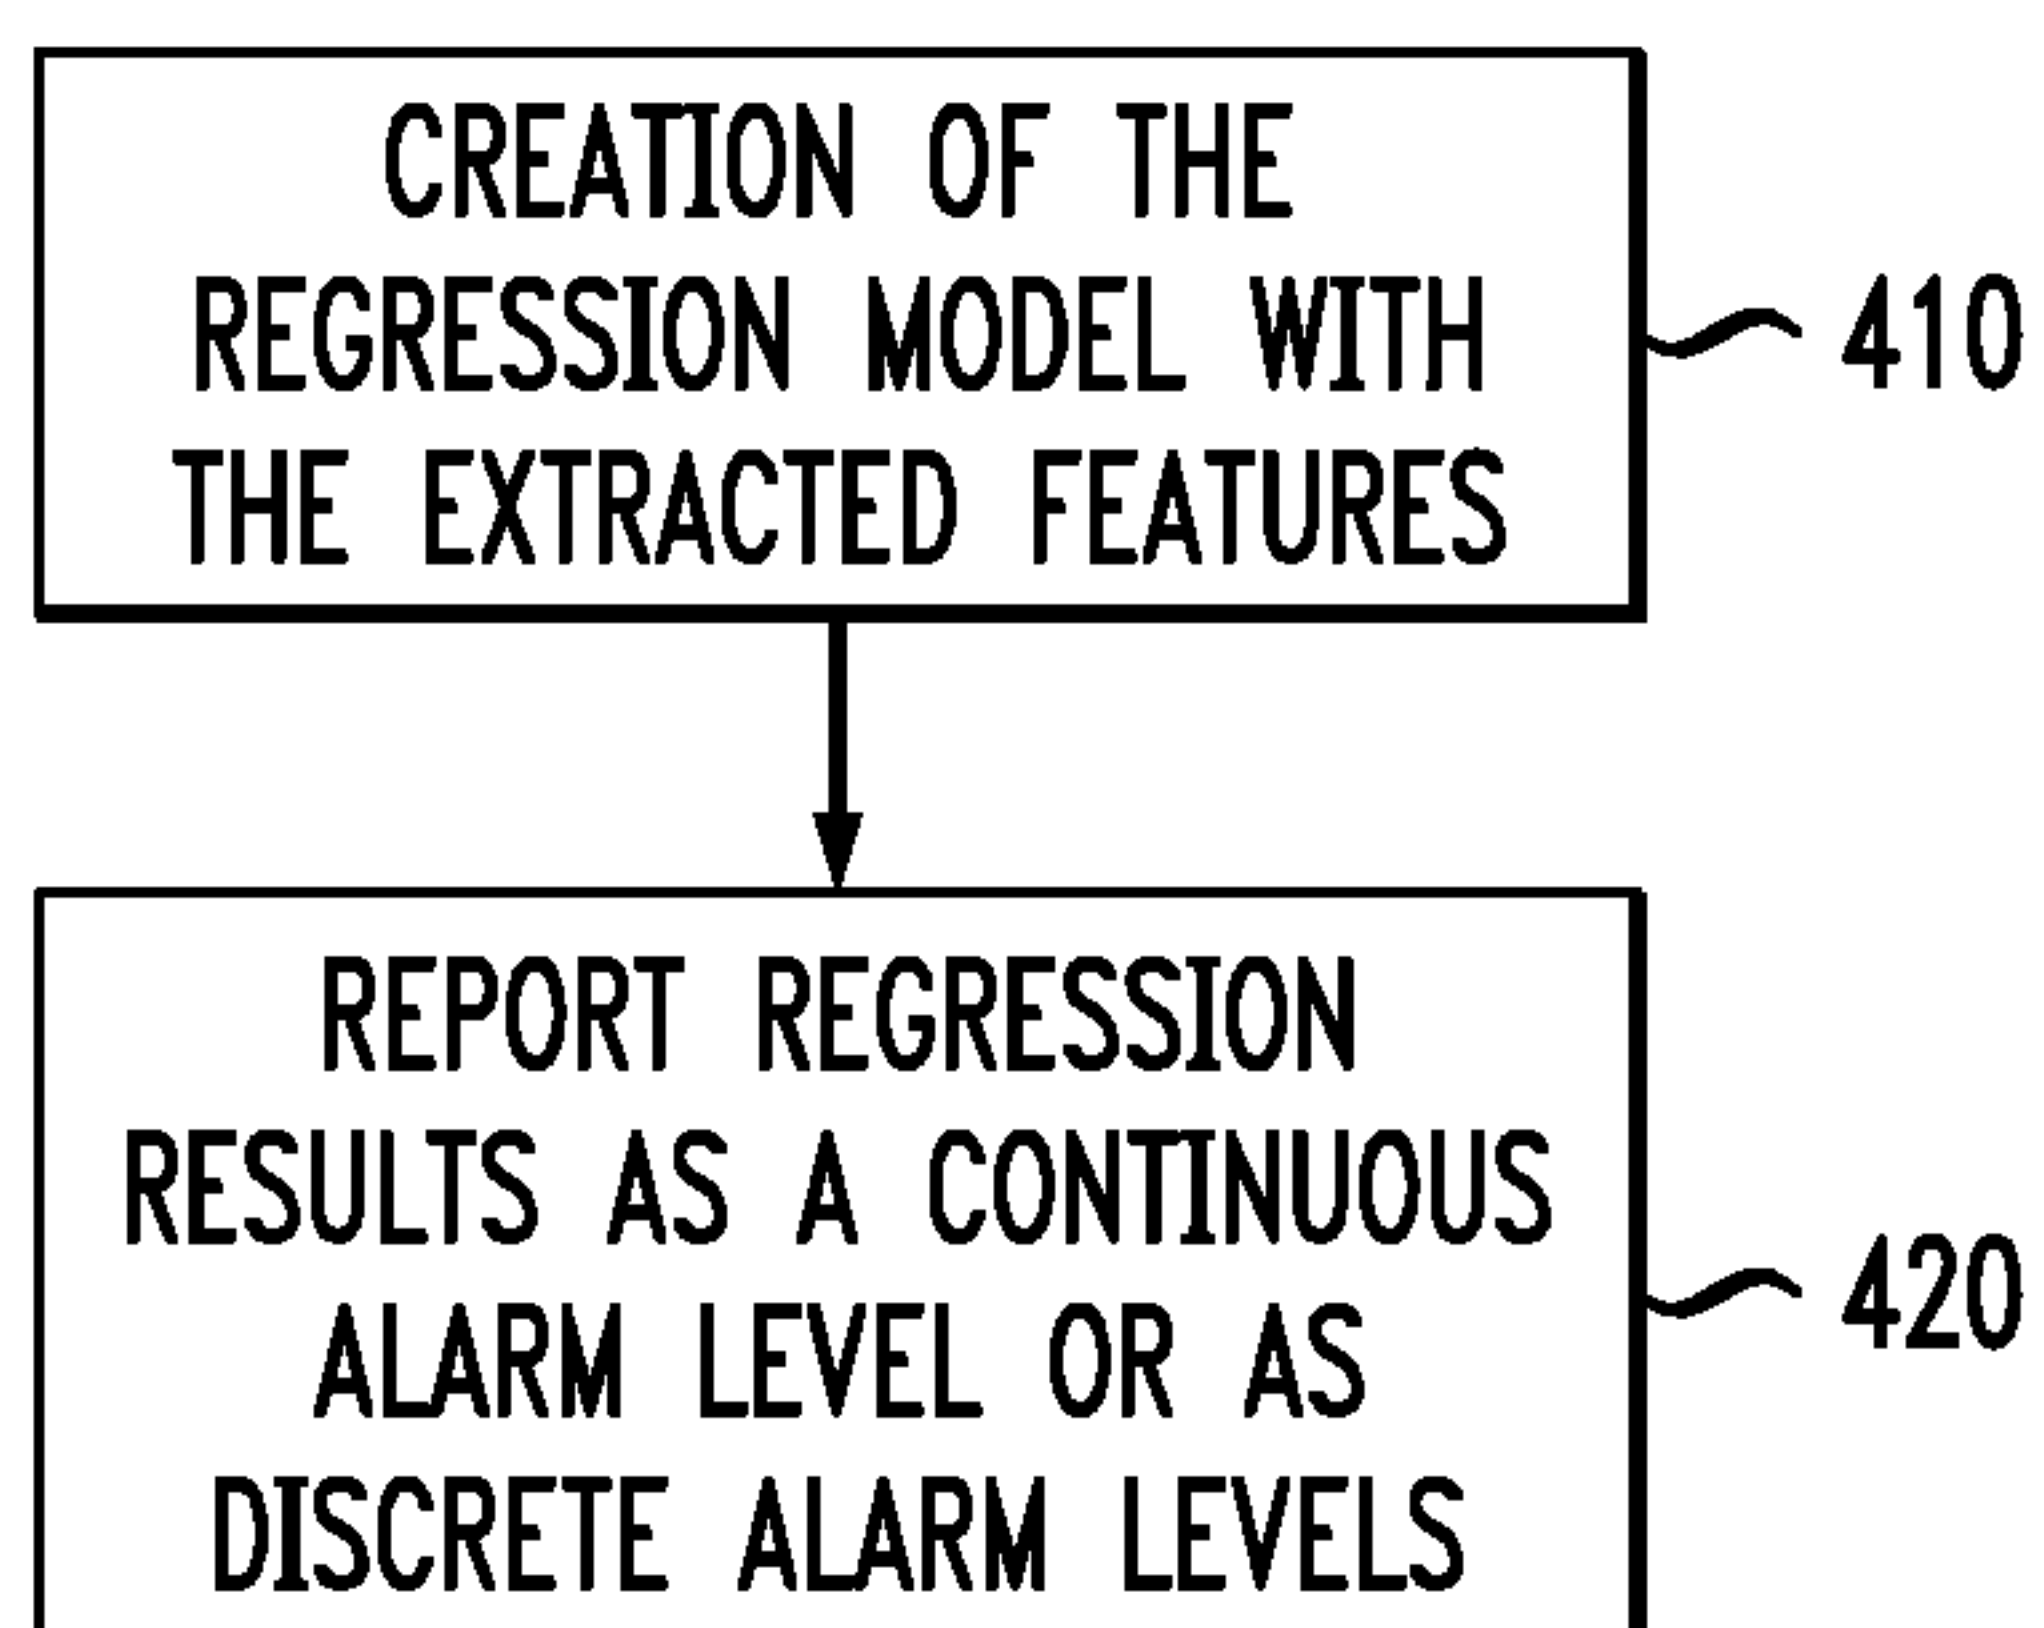 CREATION OF THE
REGRESSION MODEL WITH
THE EXTRACTED FEATURES
410
REPORT REGRESSION
RESULTS AS A CONTINUOUS
ALARM LEVEL OR AS
DISCRETE ALARM LEVELS
420